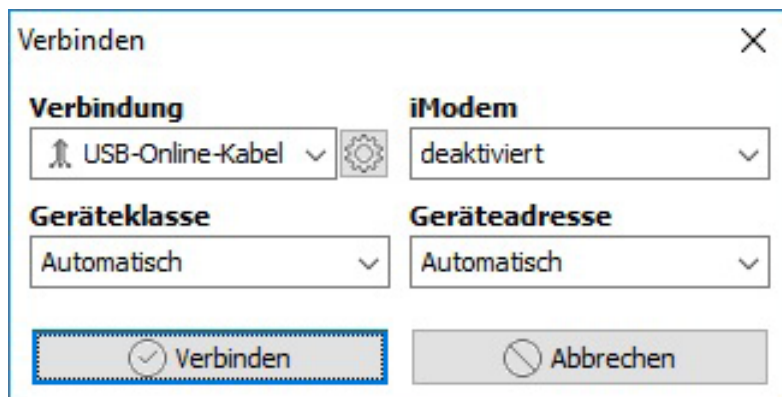 Verbinden
Verbindung iModem
USB-Online-Kabel deaktiviert
Geräteklasse Geräteadresse
Automatisch Automatisch
Verbinden Abbrechen